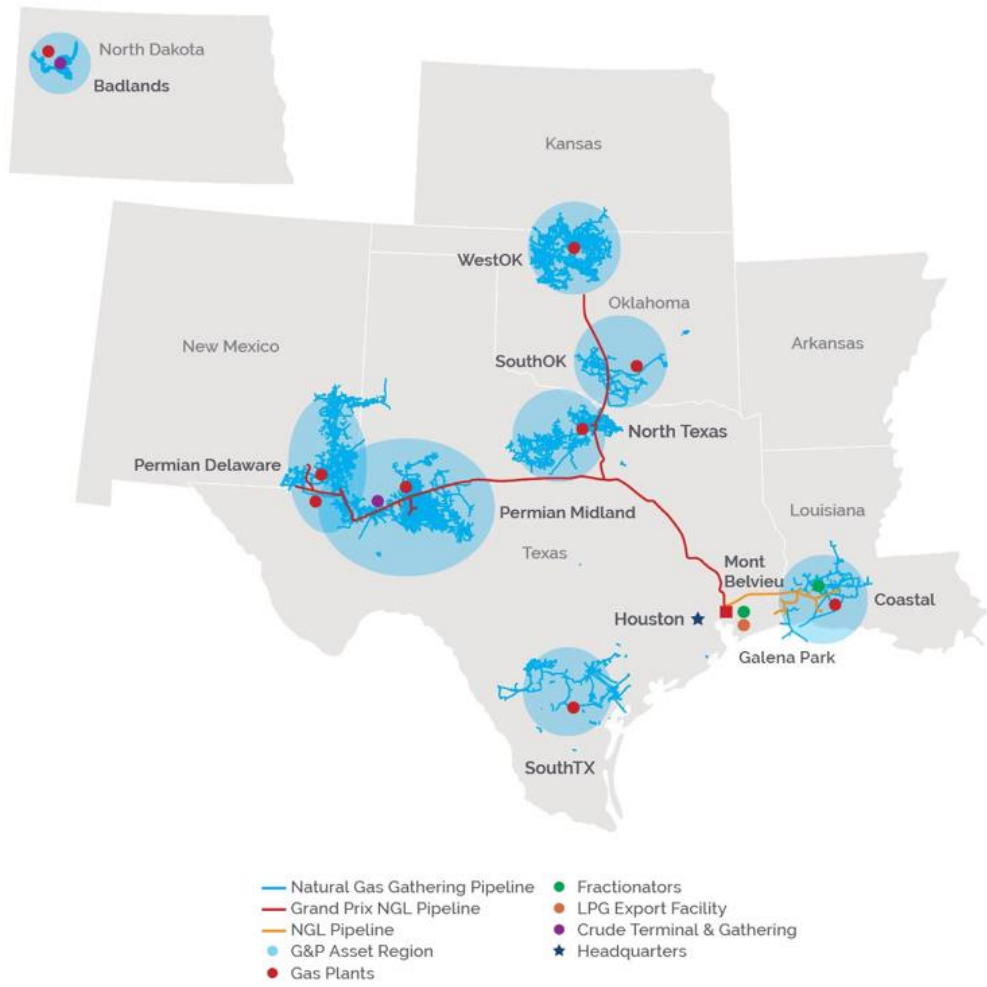 North Dakota
Badlands
Kansas
WestOK
Oklahoma
New Mexico
SouthOK
Arkansas
North Texas
Permian Delaware
Permian Midland
Louisiana
Texas
Mont
Belvieu
Coastal
Houston
Galena Park
SouthTX
Natural Gas Gathering Pipeline
Grand Prix NGL Pipeline
NGL Pipeline
G&P Asset Region
Gas Plants
Fractionators
LPG Export Facility
Crude Terminal & Gathering
Headquarters